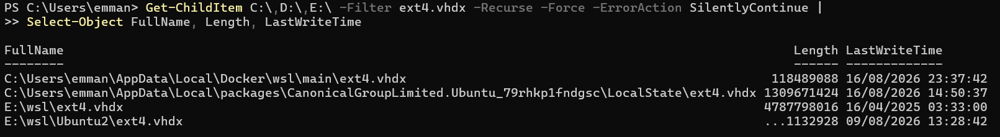 PS C:\Users\emman> Get-ChildItem C:\,D:\,E:\ -Filter ext4.vhdx -Recurse -Force -ErrorAction SilentlyContinue |
>> Select-Object FullName, Length, LastWriteTime
FullName Length LastWriteTime
-------- ------ -------------
C:\Users\emman\AppData\Local\Docker\wsl\main\ext4.vhdx 118489088 16/08/2026 23:37:42
C:\Users\emman\AppData\Local\packages\CanonicalGroupLimited.Ubuntu_79rhkp1fndgsc\LocalState\ext4.vhdx 1309671424 16/08/2026 14:50:37
E:\wsl\ext4.vhdx 4787798016 16/04/2025 03:33:00
E:\wsl\Ubuntu2\ext4.vhdx ...1132928 09/08/2026 13:28:42